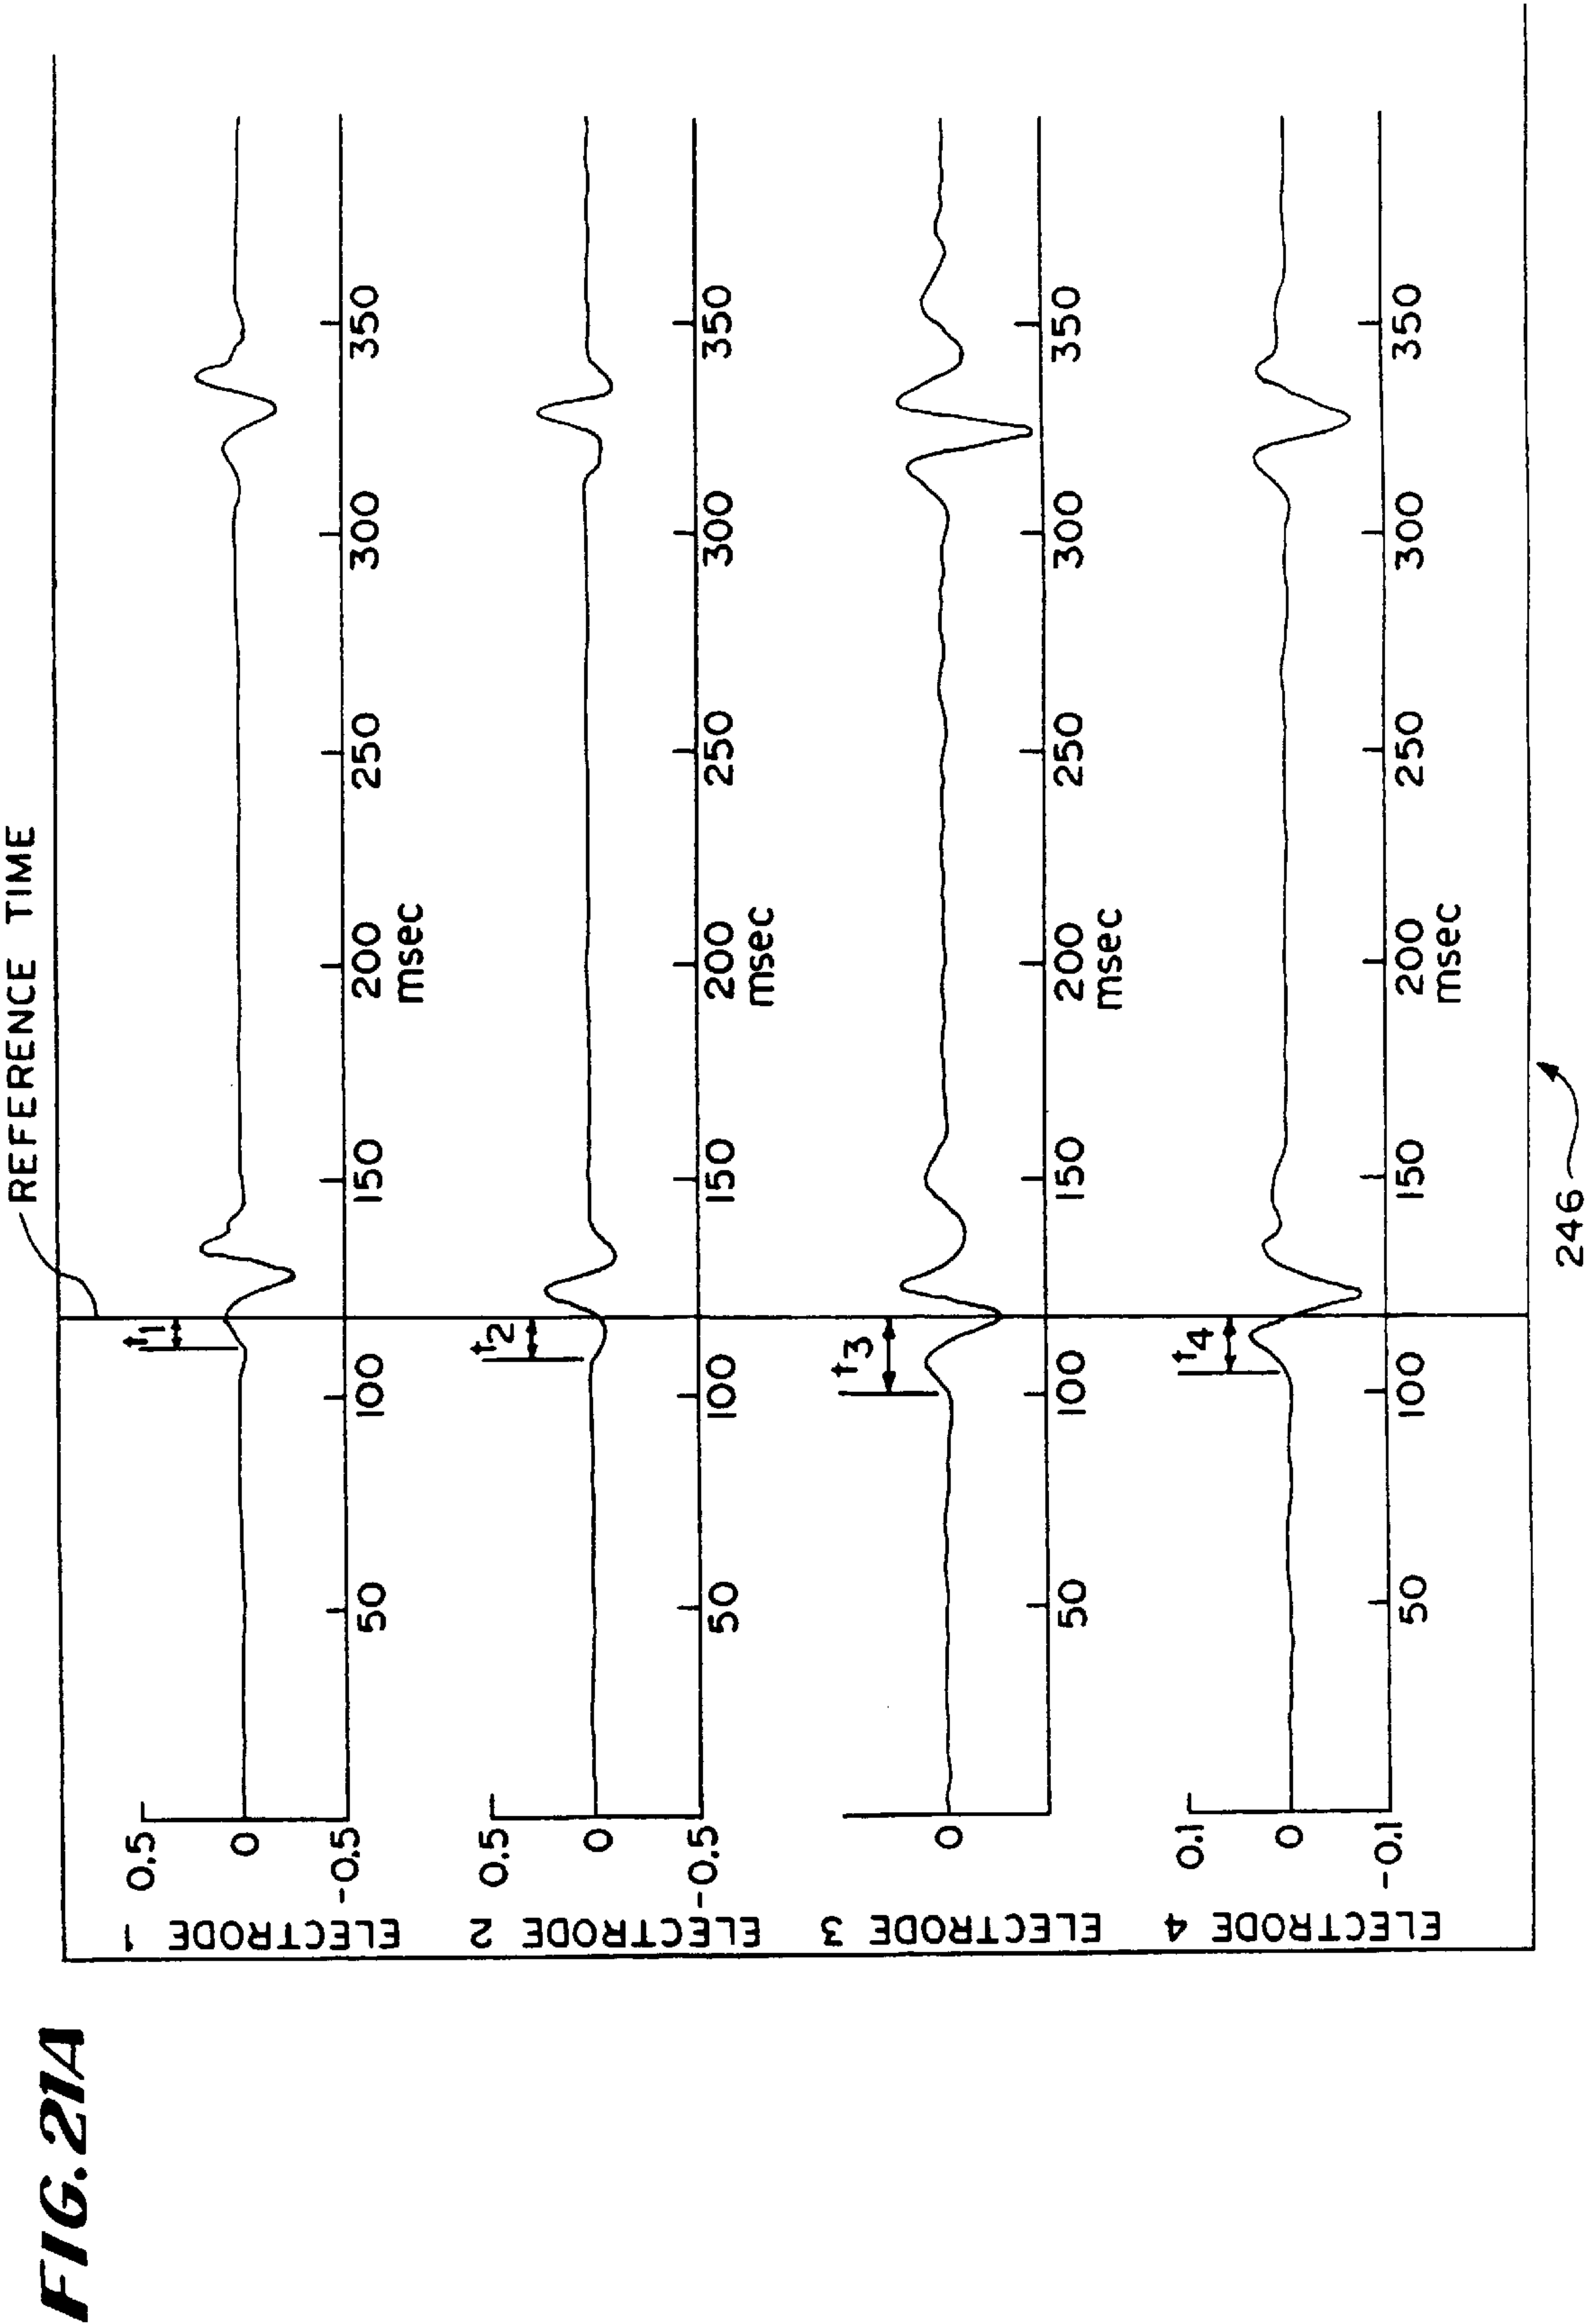 FIG. 21A
REFERENCE TIME
ELECTRODE 1
0.5
0
-0.5
t1
50
100
150
200
250
300
350
msec
ELECTRODE 2
0.5
0
-0.5
t2
50
100
150
200
250
300
350
msec
ELECTRODE 3
0
t3
50
100
150
200
250
300
350
msec
ELECTRODE 4
0.1
0
-0.1
t4
50
100
150
200
250
300
350
msec
246